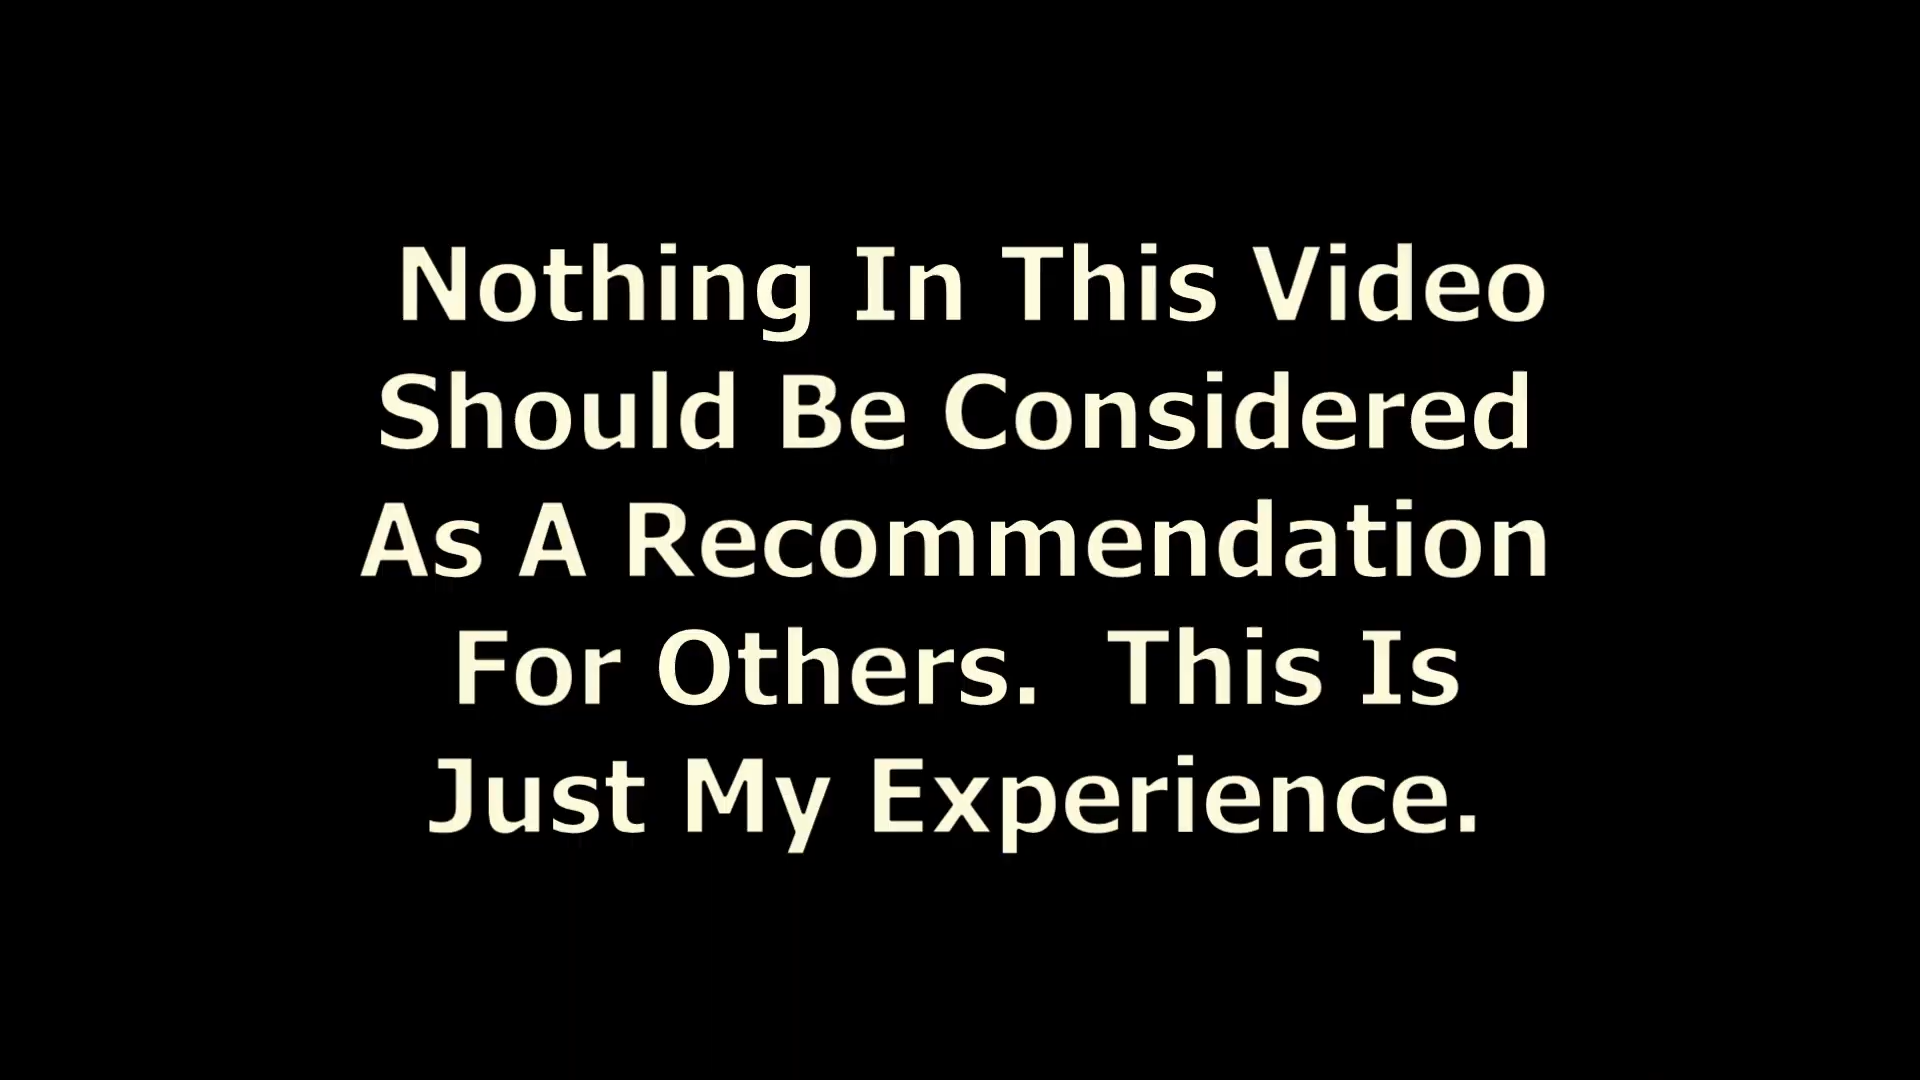 Nothing In This Video
Should Be Considered
As A Recommendation
For Others.  This Is
Just My Experience.